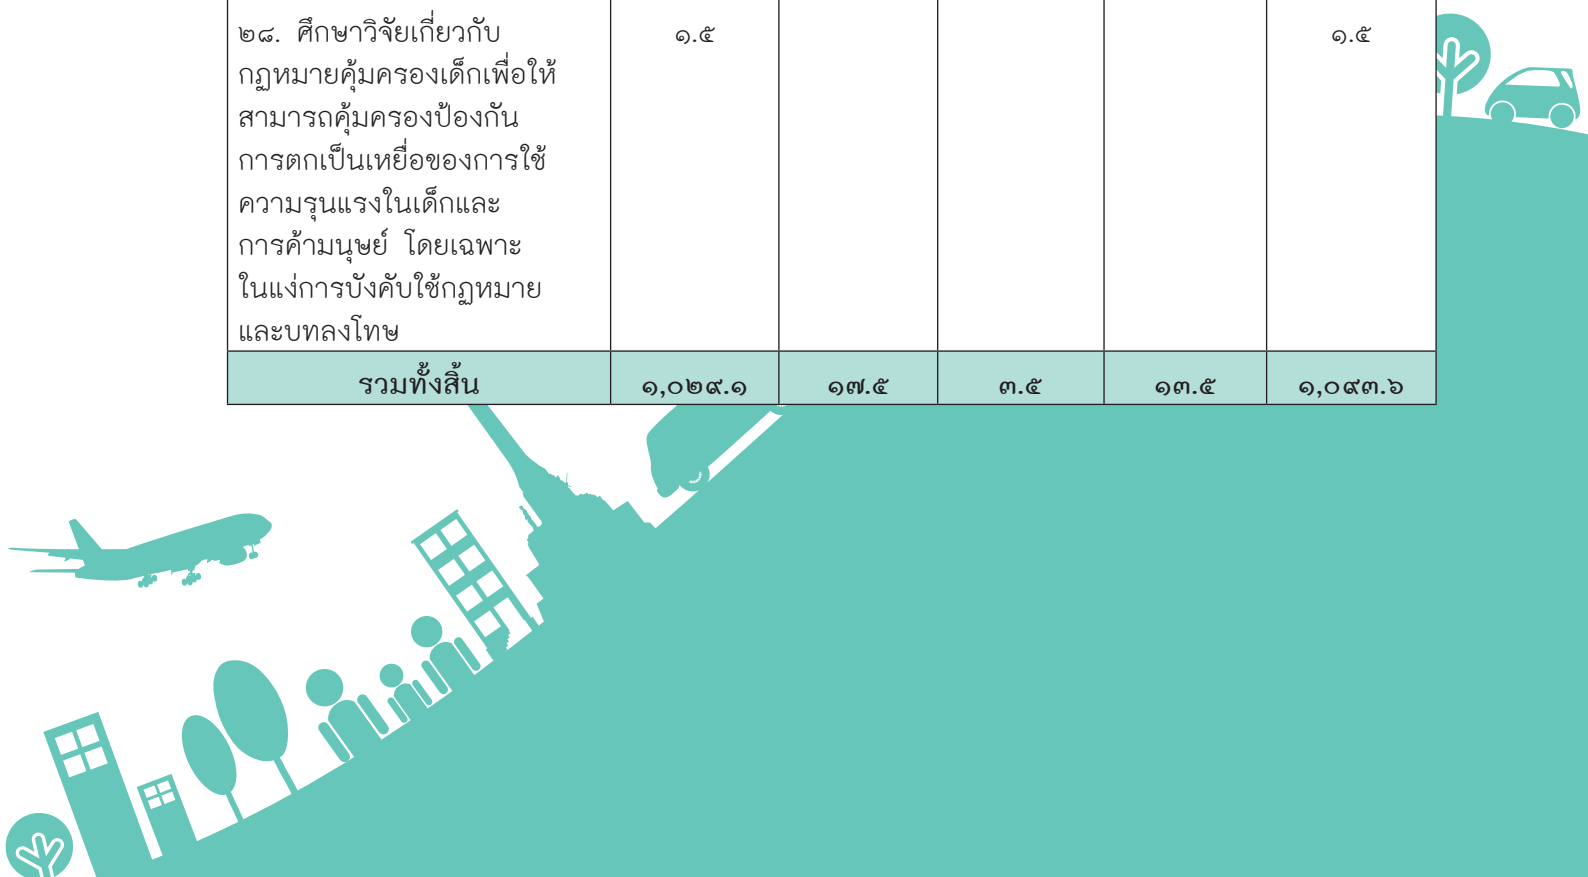 ๒๘. ศึกษาวิจัยเกี่ยวกับ ๑.๕ ๑.๕
กฎหมายคุ้มครองเด็กเพื่อให้
สามารถคุ้มครองป้องกัน
การตกเป็นเหยื่อของการใช้
ความรุนแรงในเด็กและ
การค้ามนุษย์ โดยเฉพาะ
ในแง่การบังคับใช้กฎหมาย
และบทลงโทษ
รวมทั้งสิ้น ๑,๐๒๙.๑ ๑๗.๕ ๓.๕ ๑๓.๕ ๑,๐๙๓.๖